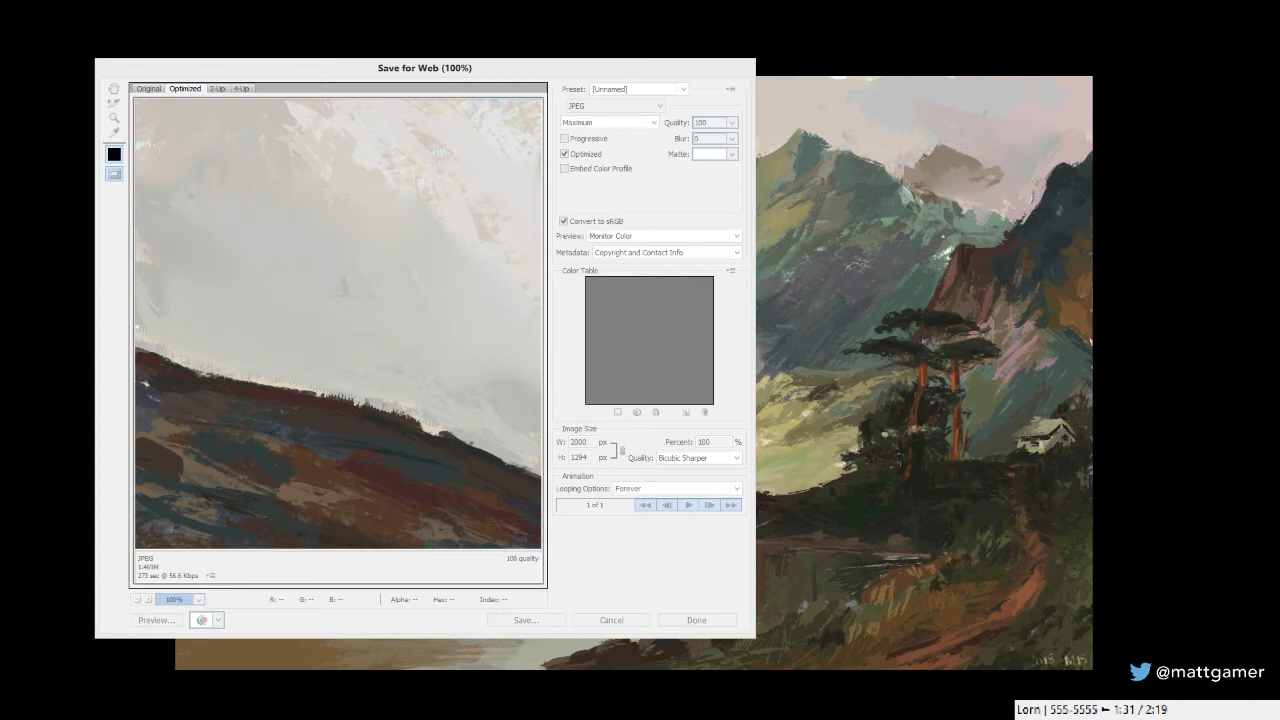 Save for Web (100%)
Original Optimized 2-Up 4-Up
Preset: [Unnamed]
JPEG
Maximum Quality: 100
Progressive Blur: 0
Optimized Matte:
Embed Color Profile
Convert to sRGB
Preview: Monitor Color
Metadata: Copyright and Contact Info
Color Table
Image Size
W: 2000 px Percent: 100 %
H: 1294 px Quality: Bicubic Sharper
Animation
Looping Options: Forever
1 of 1
JPEG 100 quality
1.469M
273 sec @ 56.6 Kbps
100% R: -- G: -- B: -- Alpha: -- Hex: -- Index: --
Preview... Save... Cancel Done
@mattgamer
Lorn | 555-5555 ~ 1:31 / 2:19